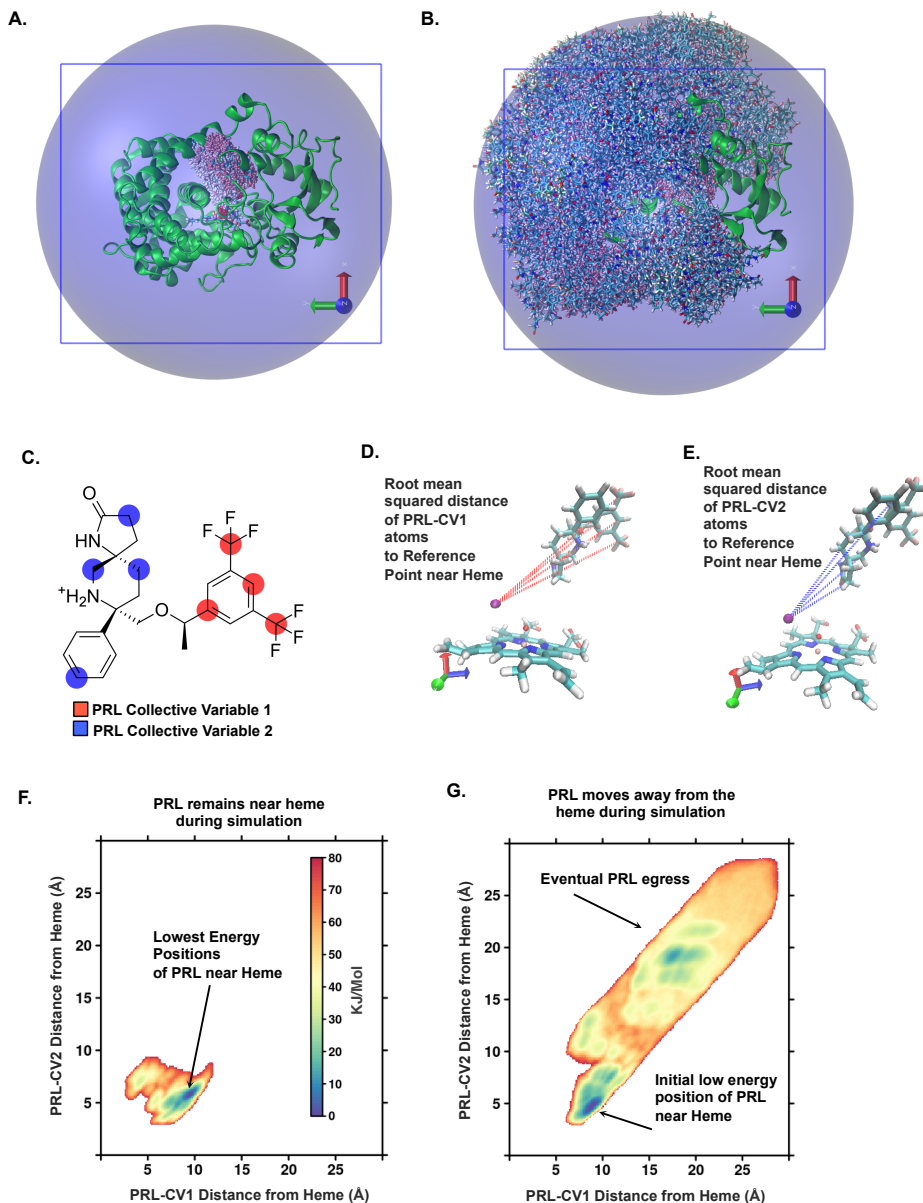 A.
B.
Z
Z
C.
O
HN
+
H2N
O
F
F
F
F
F
F
PRL Collective Variable 1
PRL Collective Variable 2
D.
Root mean
squared distance
of PRL-CV1
atoms
to Reference
Point near Heme
E.
Root mean
squared distance
of PRL-CV2
atoms
to Reference
Point near Heme
F.
PRL remains near heme
during simulation
Lowest Energy
Positions
of PRL near Heme
80
70
60
50
40
30
20
10
0
KJ/Mol
25
20
15
10
5
PRL-CV2 Distance from Heme (Å)
5 10 15 20 25
PRL-CV1 Distance from Heme (Å)
G.
PRL moves away from the
heme during simulation
Eventual PRL egress
Initial low energy
position of PRL
near Heme
25
20
15
10
5
PRL-CV2 Distance from Heme (Å)
5 10 15 20 25
PRL-CV1 Distance from Heme (Å)